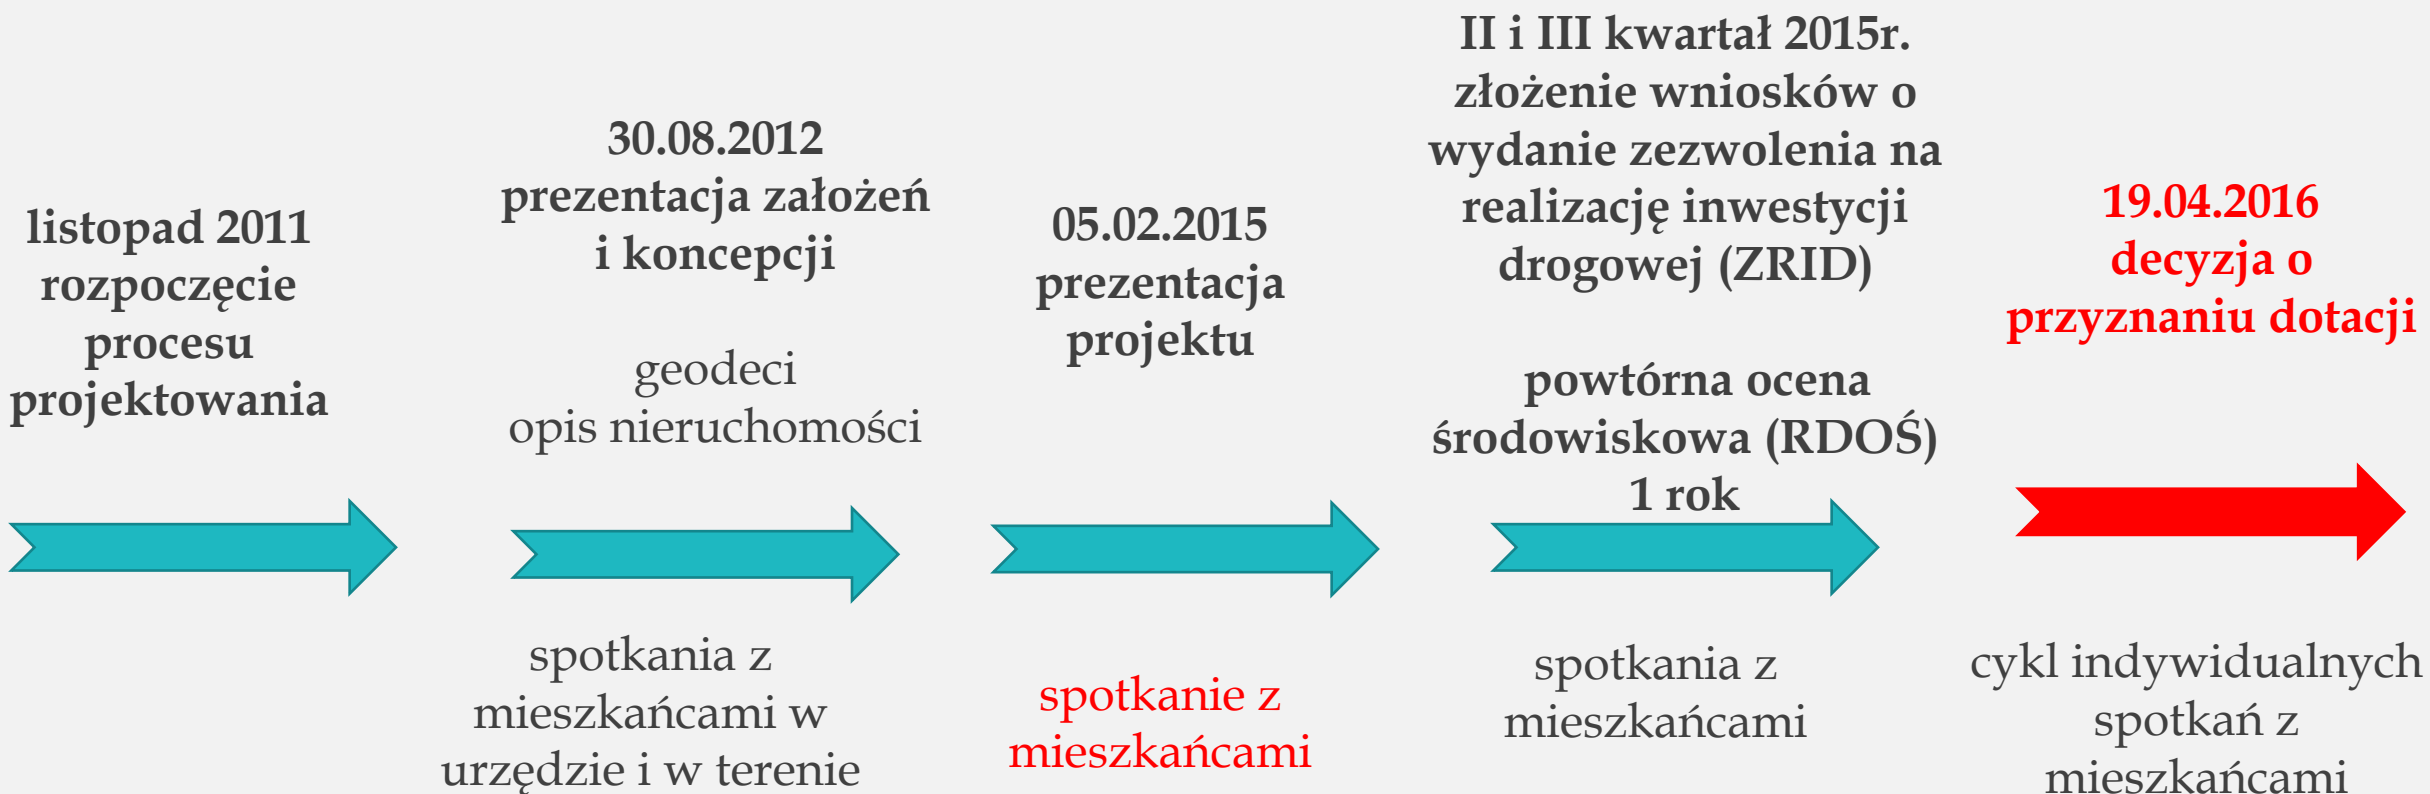 listopad 2011
rozpoczęcie
procesu
projektowania
30.08.2012
prezentacja założeń
i koncepcji
geodeci
opis nieruchomości
spotkania z
mieszkańcami w
urzędzie i w terenie
05.02.2015
prezentacja
projektu
spotkanie z
mieszkańcami
II i III kwartał 2015r.
złożenie wniosków o
wydanie zezwolenia na
realizację inwestycji
drogowej (ZRID)
powtórna ocena
środowiskowa (RDOŚ)
1 rok
spotkania z
mieszkańcami
19.04.2016
decyzja o
przyznaniu dotacji
cykl indywidualnych
spotkań z
mieszkańcami